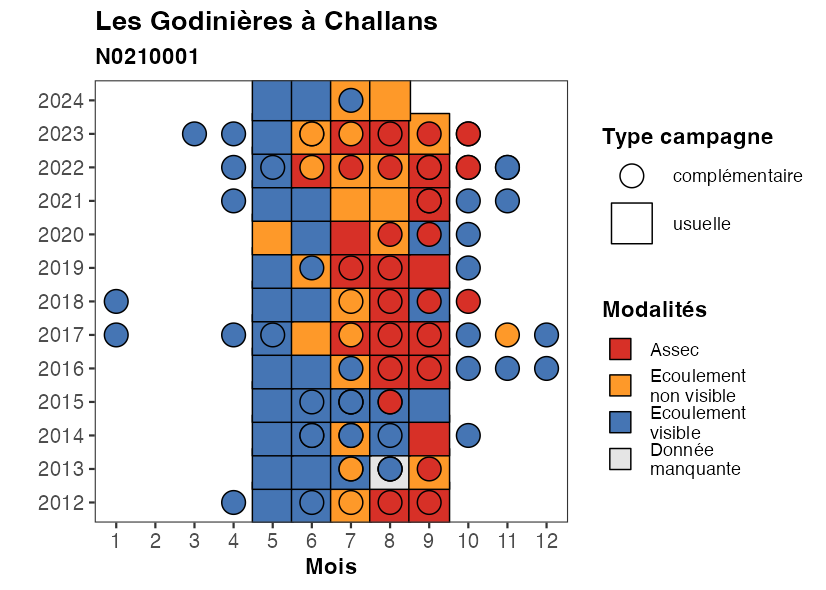 Les Godinières à Challans
N0210001
2024
2023
2022
2021
2020
2019
2018
2017
2016
2015
2014
2013
2012
1 2 3 4 5 6 7 8 9 10 11 12
Mois
Type campagne
complémentaire
usuelle
Modalités
Assec
Ecoulement
non visible
Ecoulement
visible
Donnée
manquante